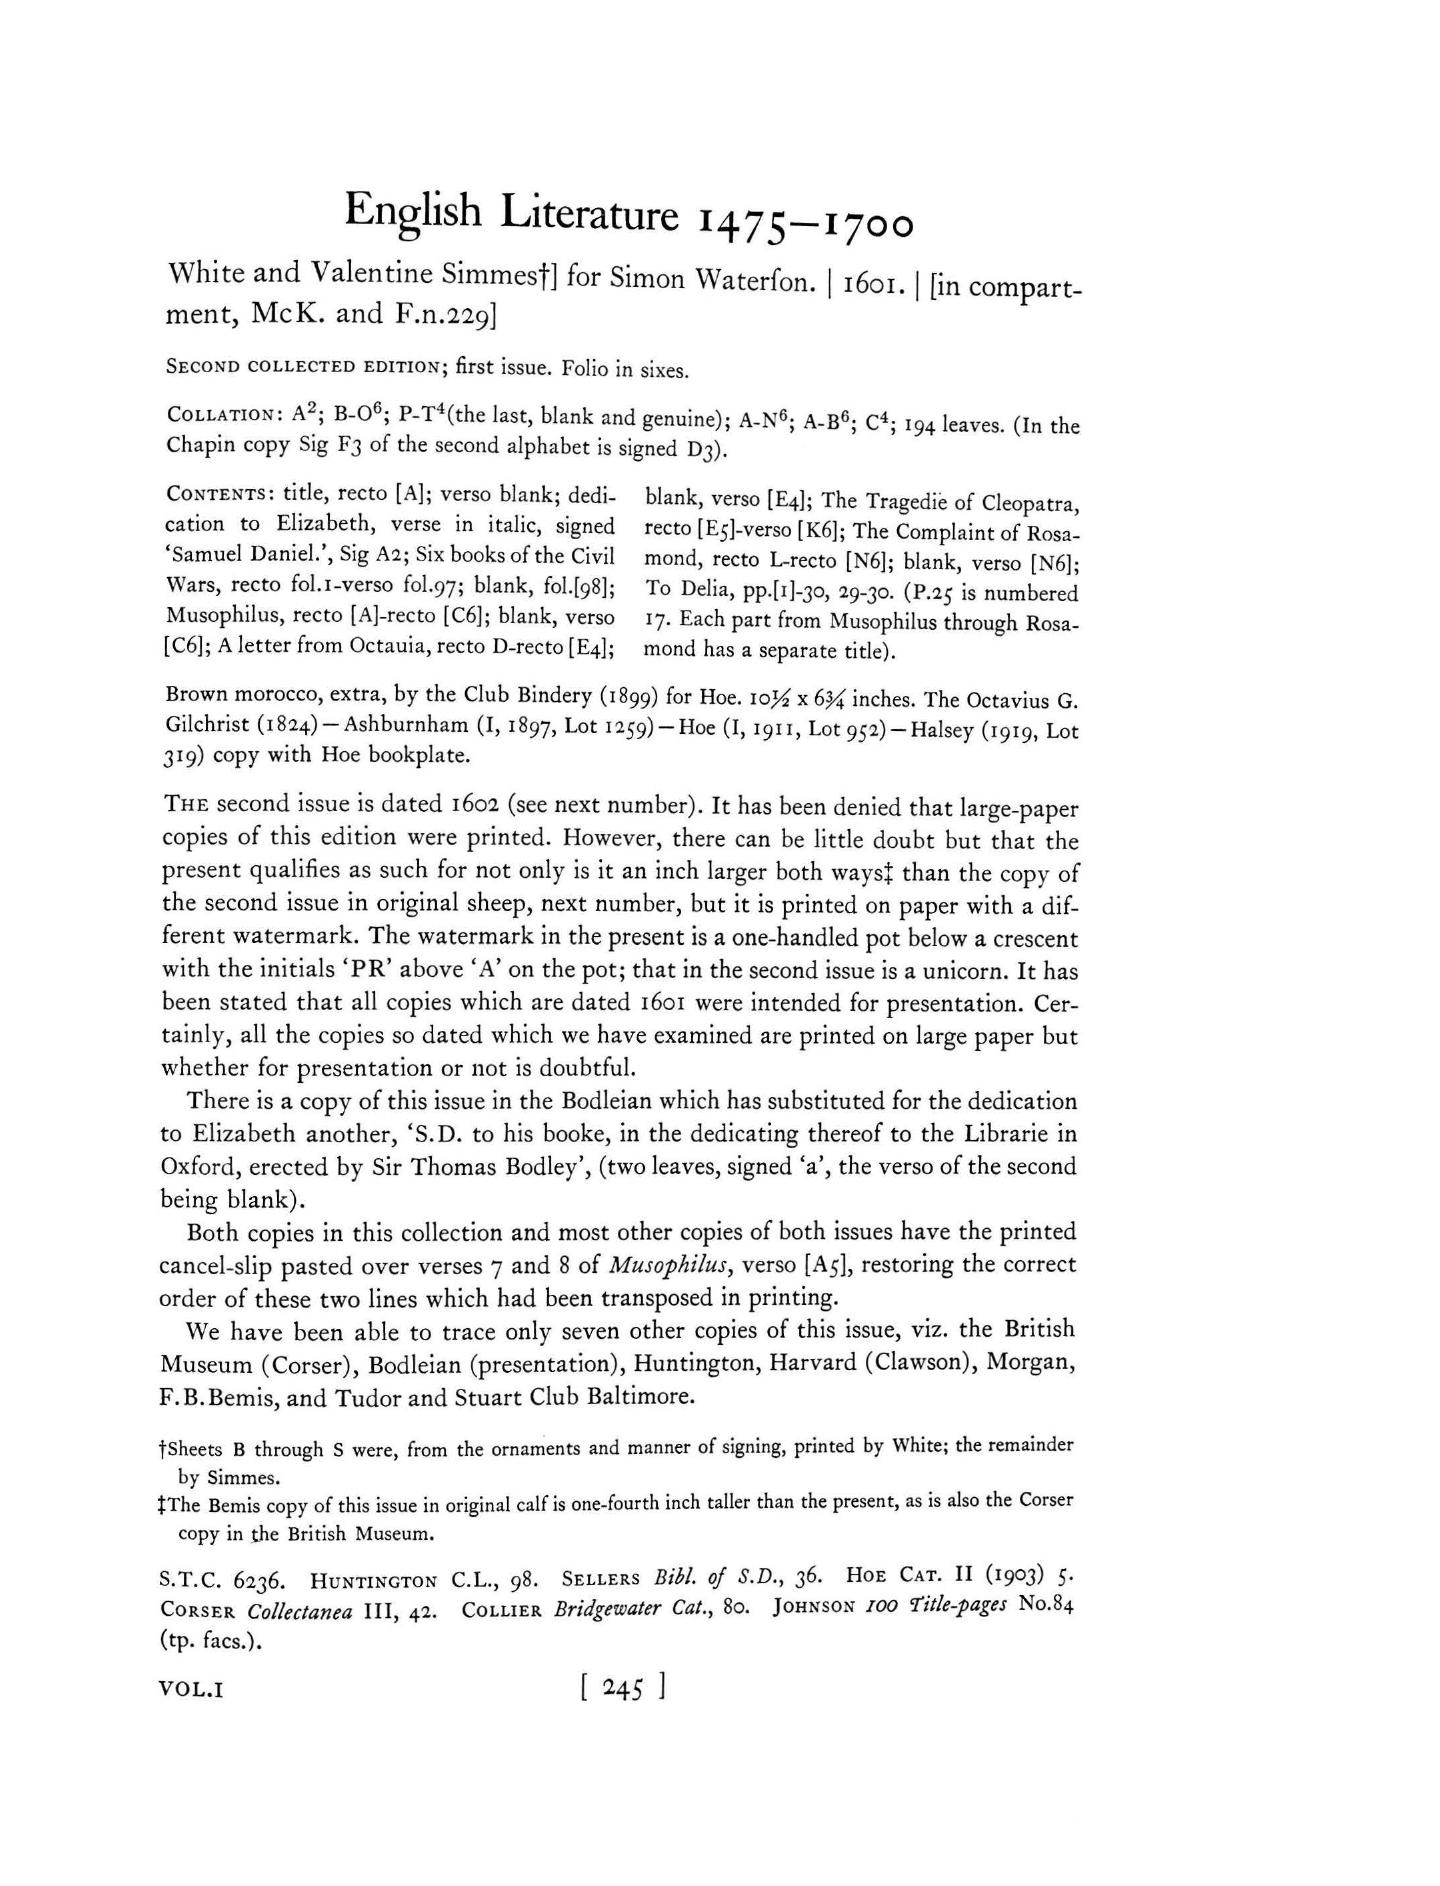 English Literature 1475–1700
White and Valentine Simmes†] for Simon Waterſon. | 1601. | [in compart-
ment, McK. and F.n.229]
SECOND COLLECTED EDITION; first issue. Folio in sixes.
COLLATION: A²; B-O⁶; P-T⁴(the last, blank and genuine); A-N⁶; A-B⁶; C⁴; 194 leaves. (In the
Chapin copy Sig F3 of the second alphabet is signed D3).
CONTENTS: title, recto [A]; verso blank; dedi-
cation to Elizabeth, verse in italic, signed
‘Samuel Daniel.’, Sig A2; Six books of the Civil
Wars, recto fol.1-verso fol.97; blank, fol.[98];
Musophilus, recto [A]-recto [C6]; blank, verso
[C6]; A letter from Octauia, recto D-recto [E4];
blank, verso [E4]; The Tragedie of Cleopatra,
recto [E5]-verso [K6]; The Complaint of Rosa-
mond, recto L-recto [N6]; blank, verso [N6];
To Delia, pp.[1]-30, 29-30. (P.25 is numbered
17. Each part from Musophilus through Rosa-
mond has a separate title).
Brown morocco, extra, by the Club Bindery (1899) for Hoe. 10½ x 6¾ inches. The Octavius G.
Gilchrist (1824)—Ashburnham (I, 1897, Lot 1259)—Hoe (I, 1911, Lot 952)—Halsey (1919, Lot
319) copy with Hoe bookplate.
THE second issue is dated 1602 (see next number). It has been denied that large-paper
copies of this edition were printed. However, there can be little doubt but that the
present qualifies as such for not only is it an inch larger both ways‡ than the copy of
the second issue in original sheep, next number, but it is printed on paper with a dif-
ferent watermark. The watermark in the present is a one-handled pot below a crescent
with the initials ‘PR’ above ‘A’ on the pot; that in the second issue is a unicorn. It has
been stated that all copies which are dated 1601 were intended for presentation. Cer-
tainly, all the copies so dated which we have examined are printed on large paper but
whether for presentation or not is doubtful.
There is a copy of this issue in the Bodleian which has substituted for the dedication
to Elizabeth another, ‘S.D. to his booke, in the dedicating thereof to the Librarie in
Oxford, erected by Sir Thomas Bodley’, (two leaves, signed ‘a’, the verso of the second
being blank).
Both copies in this collection and most other copies of both issues have the printed
cancel-slip pasted over verses 7 and 8 of Musophilus, verso [A5], restoring the correct
order of these two lines which had been transposed in printing.
We have been able to trace only seven other copies of this issue, viz. the British
Museum (Corser), Bodleian (presentation), Huntington, Harvard (Clawson), Morgan,
F.B.Bemis, and Tudor and Stuart Club Baltimore.
†Sheets B through S were, from the ornaments and manner of signing, printed by White; the remainder
by Simmes.
‡The Bemis copy of this issue in original calf is one-fourth inch taller than the present, as is also the Corser
copy in the British Museum.
S.T.C. 6236. HUNTINGTON C.L., 98. SELLERS Bibl. of S.D., 36. HOE CAT. II (1903) 5.
CORSER Collectanea III, 42. COLLIER Bridgewater Cat., 80. JOHNSON 100 Title-pages No.84
(tp. facs.).
VOL.I [ 245 ]